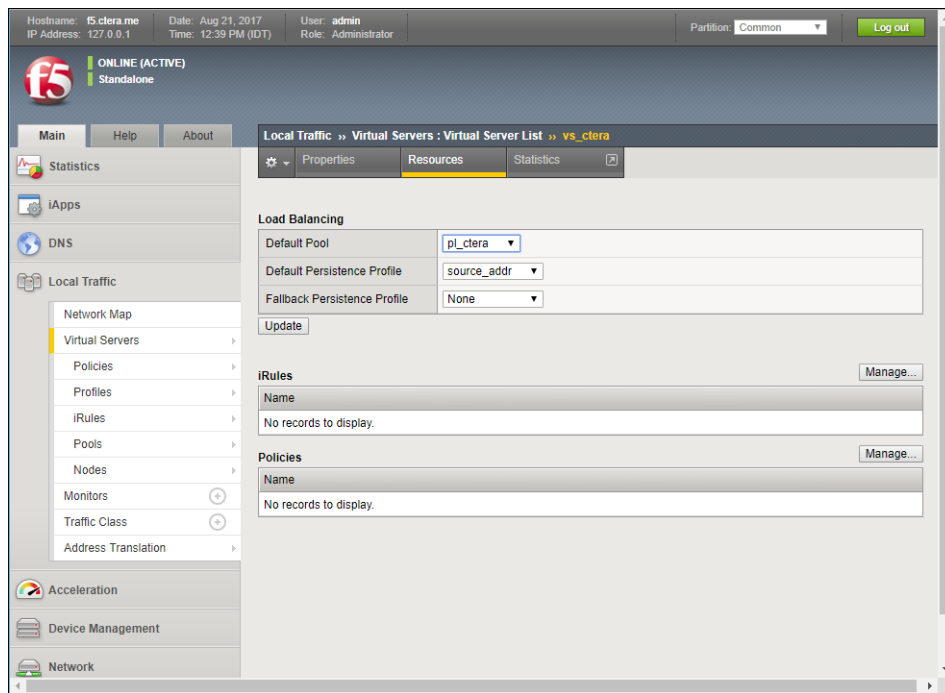 Hostname: f5.ctera.me Date: Aug 21, 2017 User: admin
IP Address: 127.0.0.1 Time: 12:39 PM (IDT) Role: Administrator
Partition: Common Log out
f5
ONLINE (ACTIVE)
Standalone
Main Help About
Local Traffic ›› Virtual Servers : Virtual Server List ›› vs_ctera
Properties Resources Statistics
Statistics
iApps
DNS
Local Traffic
Network Map
Virtual Servers
Policies
Profiles
iRules
Pools
Nodes
Monitors
Traffic Class
Address Translation
Acceleration
Device Management
Network
Load Balancing
Default Pool pl_ctera
Default Persistence Profile source_addr
Fallback Persistence Profile None
Update
iRules Manage...
Name
No records to display.
Policies Manage...
Name
No records to display.